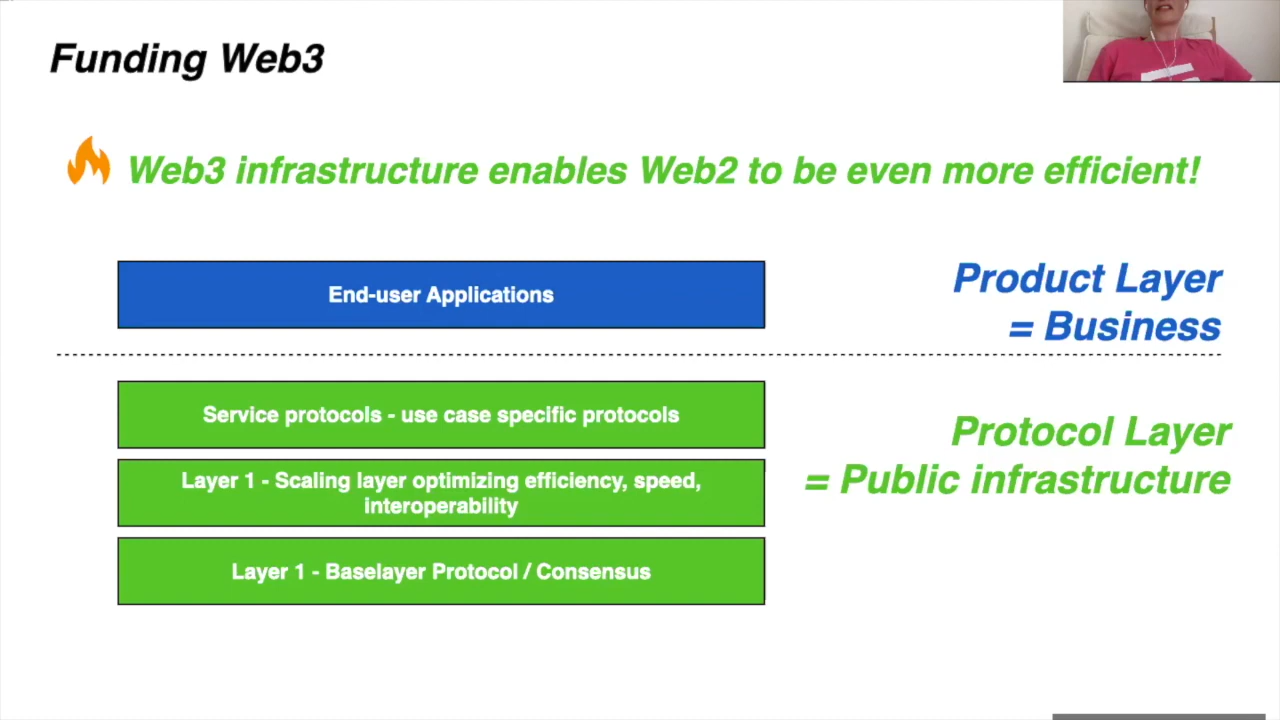 Funding Web3
Web3 infrastructure enables Web2 to be even more efficient!
End-user Applications
Product Layer
= Business
Service protocols - use case specific protocols
Layer 1 - Scaling layer optimizing efficiency, speed,
interoperability
Layer 1 - Baselayer Protocol / Consensus
Protocol Layer
= Public infrastructure